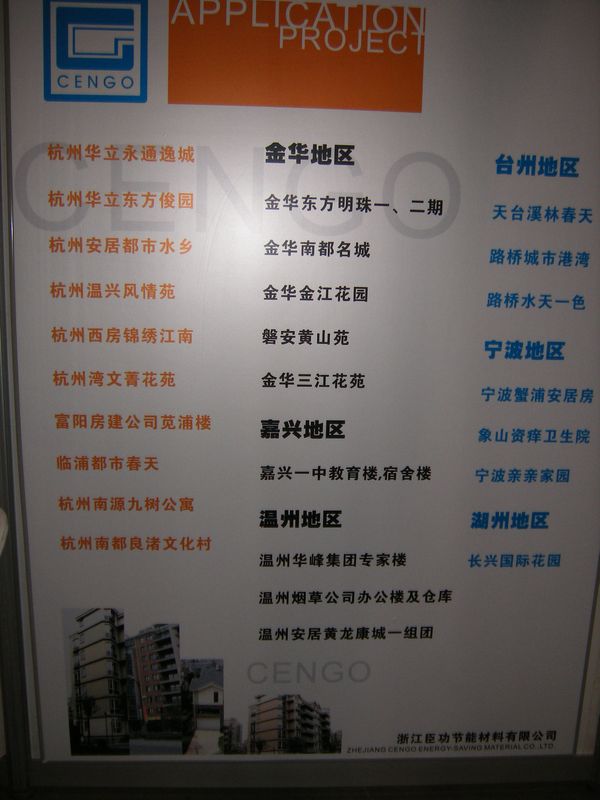 CENGO
APPLICATION
PROJECT
CENGO
杭州华立永通逸城
杭州华立东方俊园
杭州安居都市水乡
杭州温兴风情苑
杭州西房锦绣江南
杭州湾文菁花苑
富阳房建公司苋浦楼
临浦都市春天
杭州南源九树公寓
杭州南都良渚文化村
金华地区
金华东方明珠一、二期
金华南都名城
金华金江花园
磐安黄山苑
金华三江花苑
嘉兴地区
嘉兴一中教育楼,宿舍楼
温州地区
温州华峰集团专家楼
温州烟草公司办公楼及仓库
温州安居黄龙康城一组团
台州地区
天台溪林春天
路桥城市港湾
路桥水天一色
宁波地区
宁波蟹浦安居房
象山资痒卫生院
宁波亲亲家园
湖州地区
长兴国际花园
CENGO
浙江臣功节能材料有限公司
ZHEJIANG CENGO ENERGY-SAVING MATERIAL CO.,LTD.